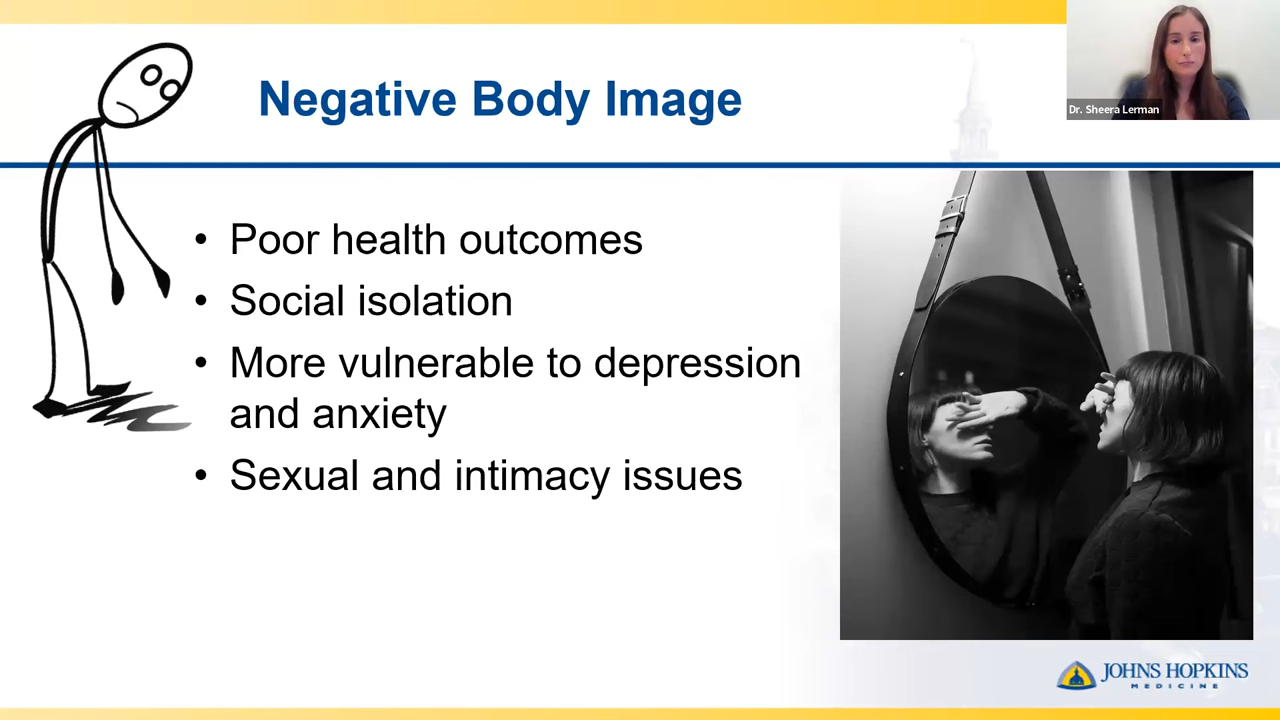 Negative Body Image
Dr. Sheera Lerman
• Poor health outcomes
• Social isolation
• More vulnerable to depression
and anxiety
• Sexual and intimacy issues
JOHNS HOPKINS
MEDICINE